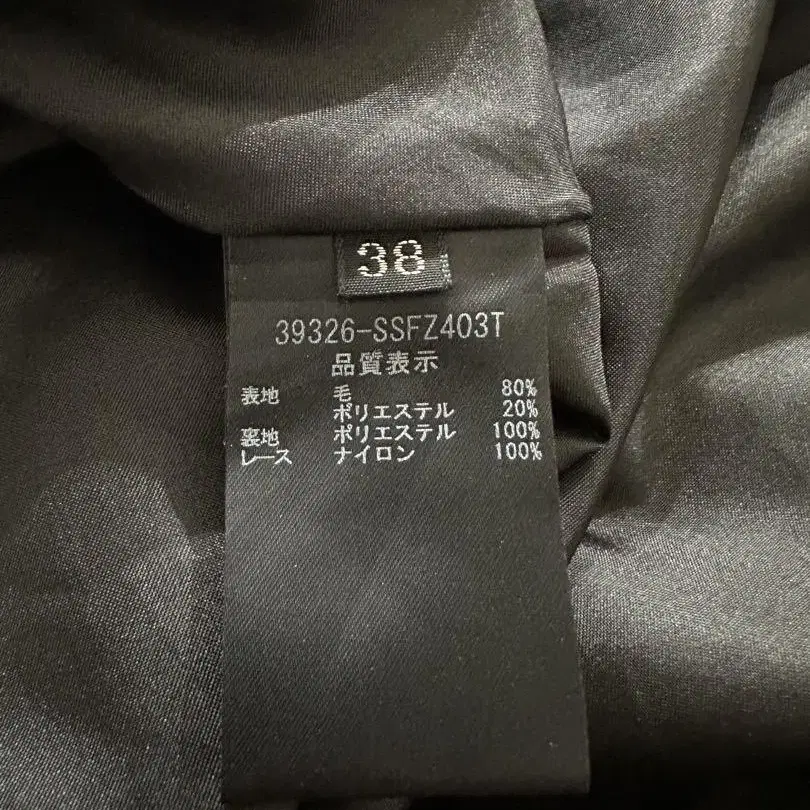 38
39326-SSFZ403T
品質表示
表地 毛 80%
ポリエステル 20%
裏地 ポリエステル 100%
レース ナイロン 100%